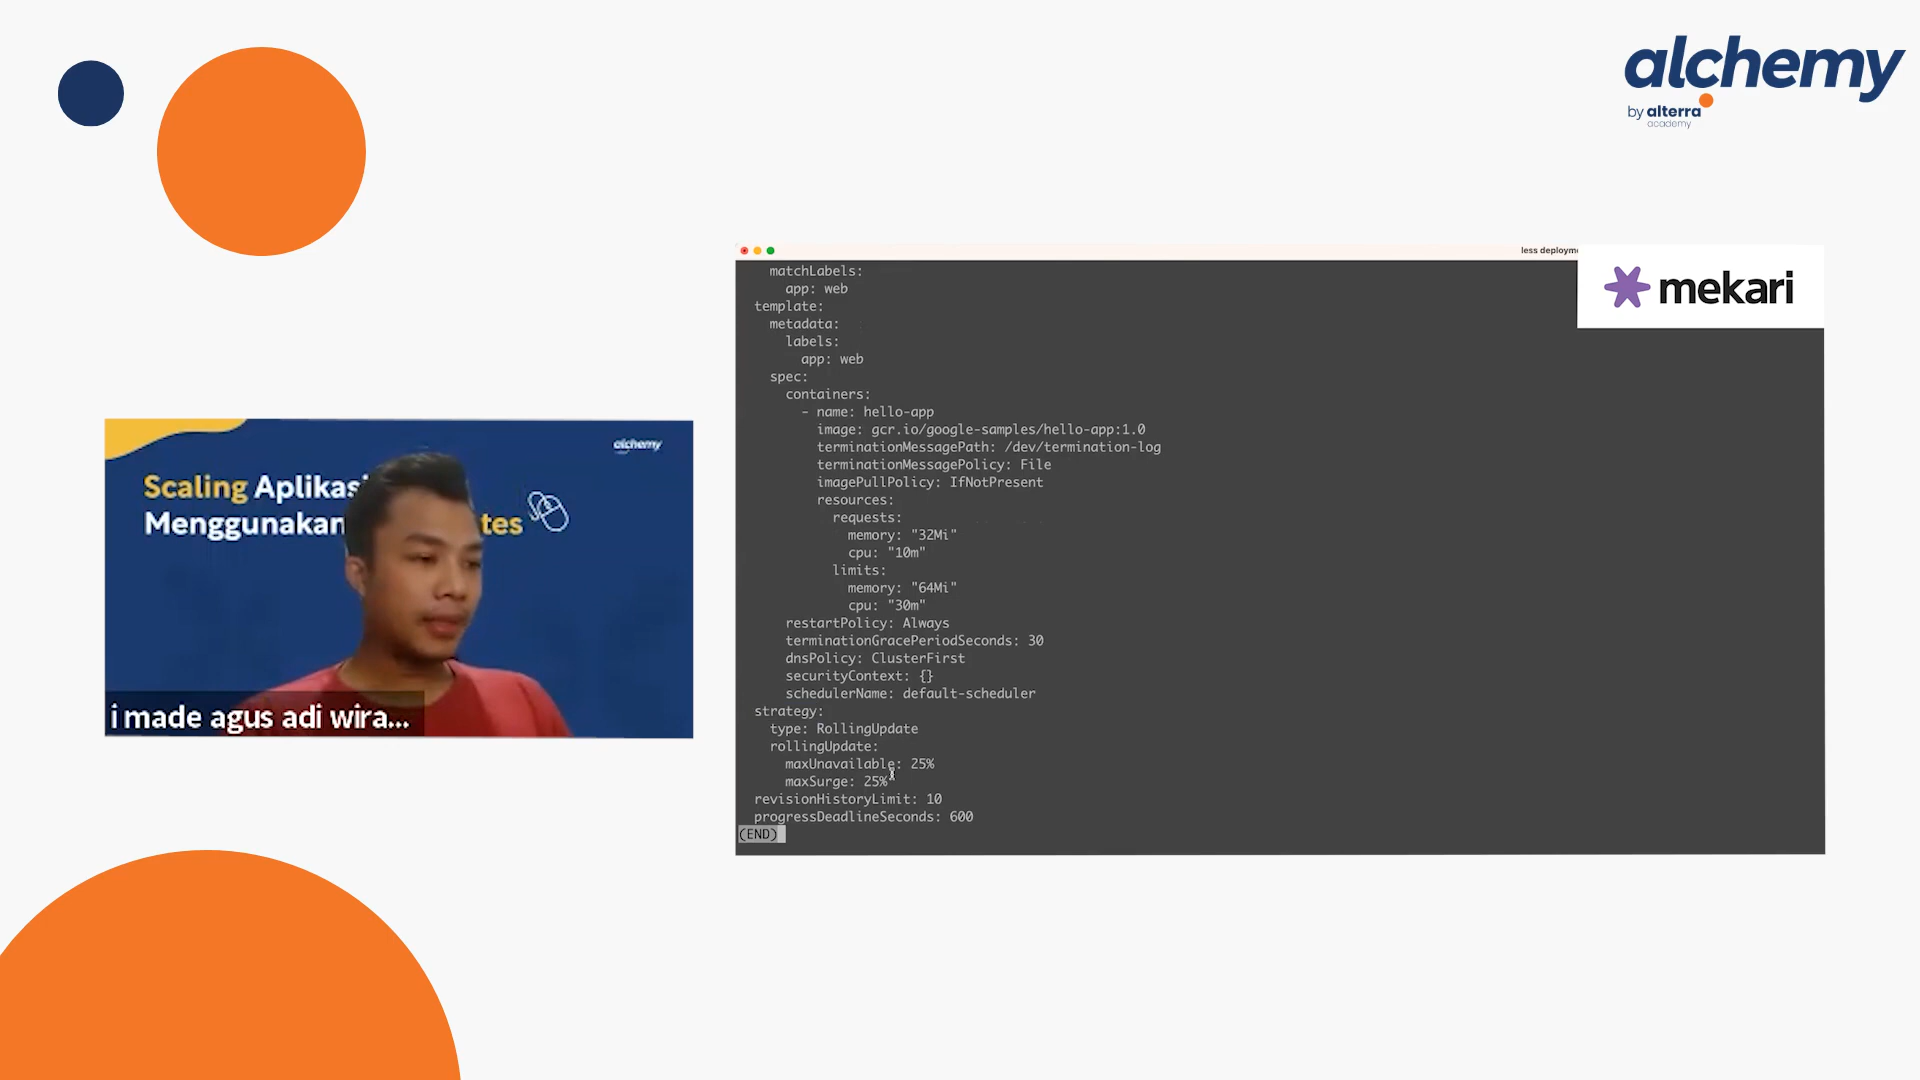 alchemy
by alterra
academy
less deployme
mekari
matchLabels:
app: web
template:
metadata:
labels:
app: web
spec:
containers:
- name: hello-app
image: gcr.io/google-samples/hello-app:1.0
terminationMessagePath: /dev/termination-log
terminationMessagePolicy: File
imagePullPolicy: IfNotPresent
resources:
requests:
memory: "32Mi"
cpu: "10m"
limits:
memory: "64Mi"
cpu: "30m"
restartPolicy: Always
terminationGracePeriodSeconds: 30
dnsPolicy: ClusterFirst
securityContext: {}
schedulerName: default-scheduler
strategy:
type: RollingUpdate
rollingUpdate:
maxUnavailable: 25%
maxSurge: 25%
revisionHistoryLimit: 10
progressDeadlineSeconds: 600
(END)
alchemy
Scaling Aplikasi
Menggunakan tes
i made agus adi wira...